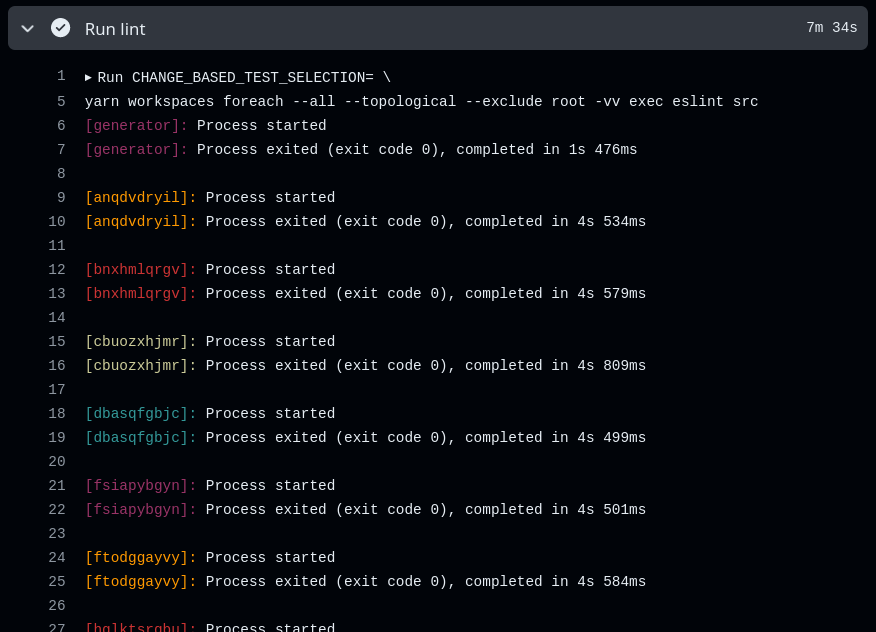 Run lint 7m 34s
1 Run CHANGE_BASED_TEST_SELECTION= \
5 yarn workspaces foreach --all --topological --exclude root -vv exec eslint src
6 [generator]: Process started
7 [generator]: Process exited (exit code 0), completed in 1s 476ms
8
9 [anqdvdryil]: Process started
10 [anqdvdryil]: Process exited (exit code 0), completed in 4s 534ms
11
12 [bnxhmlqrgv]: Process started
13 [bnxhmlqrgv]: Process exited (exit code 0), completed in 4s 579ms
14
15 [cbuozxhjmr]: Process started
16 [cbuozxhjmr]: Process exited (exit code 0), completed in 4s 809ms
17
18 [dbasqfgbjc]: Process started
19 [dbasqfgbjc]: Process exited (exit code 0), completed in 4s 499ms
20
21 [fsiapybgyn]: Process started
22 [fsiapybgyn]: Process exited (exit code 0), completed in 4s 501ms
23
24 [ftodggayvy]: Process started
25 [ftodggayvy]: Process exited (exit code 0), completed in 4s 584ms
26
27 Process started